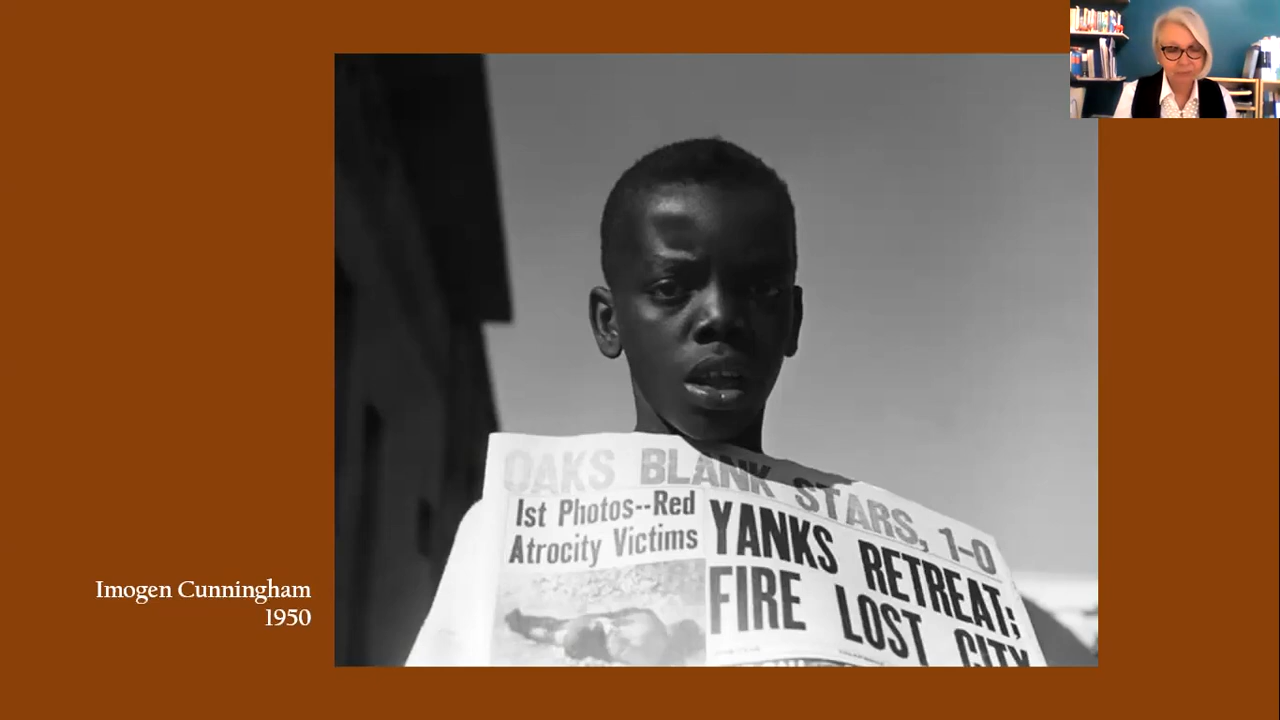 OAKS BLANK STARS, 1-0
1st Photos--Red
Atrocity Victims
YANKS RETREAT;
FIRE LOST CITY
Imogen Cunningham
1950